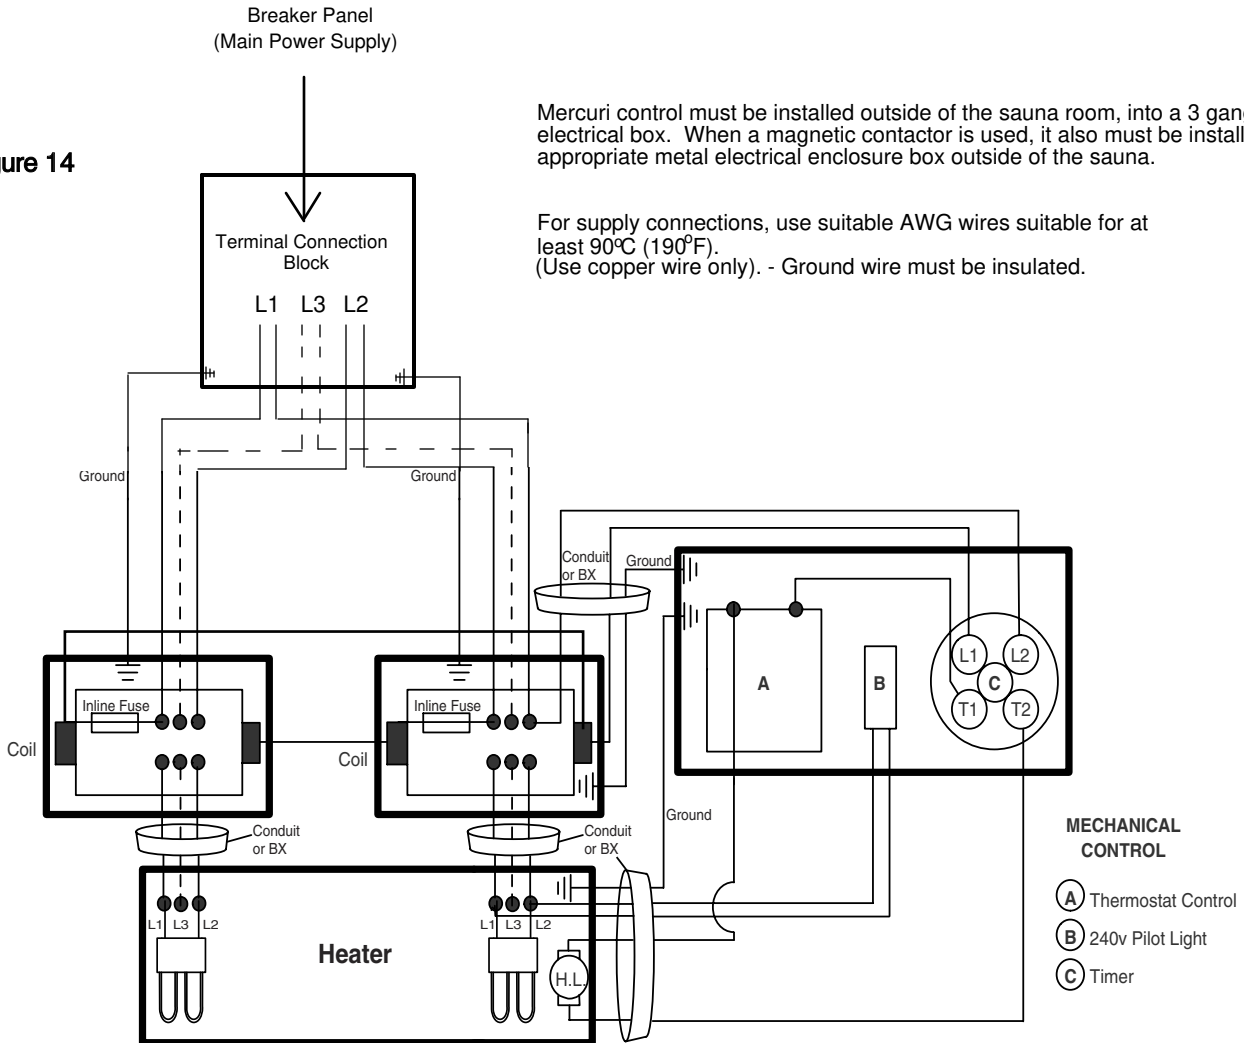 Breaker Panel
(Main Power Supply)
Mercuri control must be installed outside of the sauna room, into a 3
electrical box. When a magnetic contactor is used, it also must be
appropriate metal electrical enclosure box outside of the sauna.
14
For supply connections, use suitable AWG wires suitable for at
least 90ºC (190°F).
(Use copper wire only). - Ground wire must be insulated.
Terminal Connection
Block
L1 L3 L2
Ground
Ground
Conduit
or BX
Ground
Inline Fuse
Inline Fuse
Coil
Coil
A
B
L1
L2
C
T1
T2
Ground
Conduit
or BX
Conduit
or BX
MECHANICAL
CONTROL
A Thermostat Control
B 240v Pilot Light
C Timer
L1 L3 L2
L1 L3 L2
Heater
H.L.